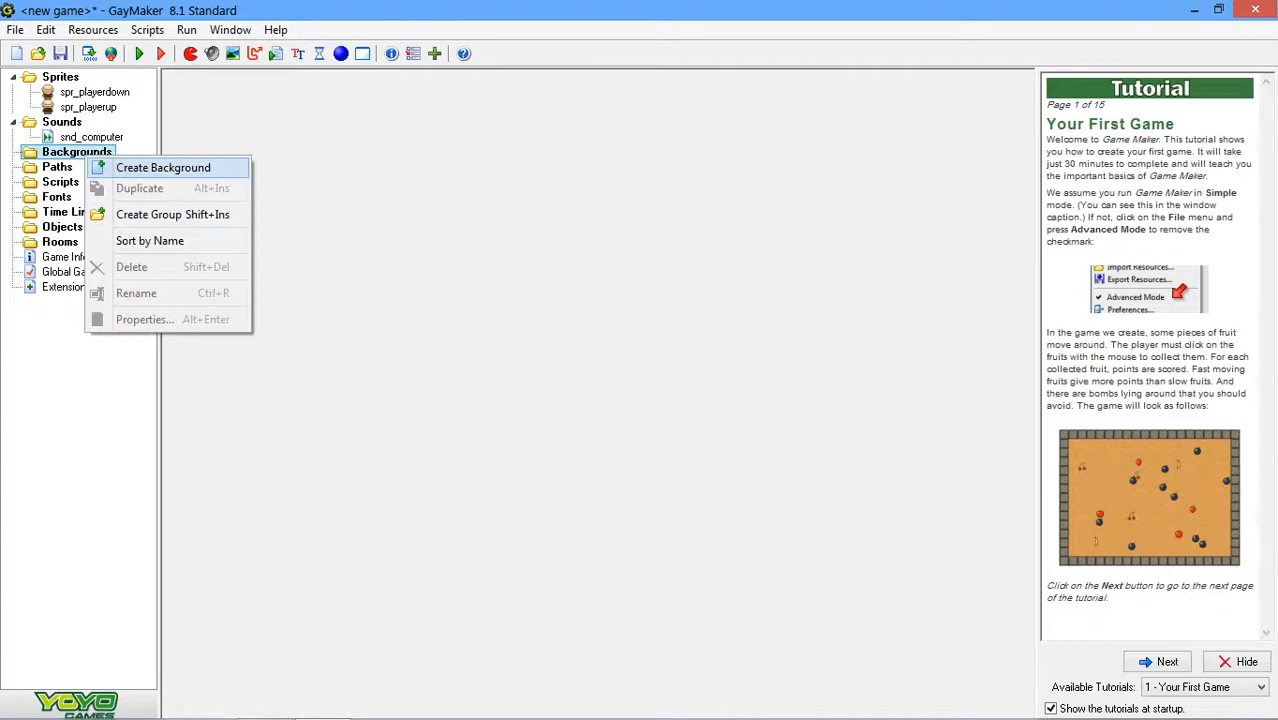 <new game>* - GayMaker 8.1 Standard
File Edit Resources Scripts Run Window Help
Sprites
spr_playerdown
spr_playerup
Sounds
snd_computer
Backgrounds
Paths
Scripts
Fonts
Time Lin
Objects
Rooms
Game Info
Global Ga
Extension
Create Background
Duplicate Alt+Ins
Create Group Shift+Ins
Sort by Name
Delete Shift+Del
Rename Ctrl+R
Properties... Alt+Enter
Tutorial
Page 1 of 15
Your First Game
Welcome to Game Maker. This tutorial shows
you how to create your first game. It will take
just 30 minutes to complete and will teach you
the important basics of Game Maker.
We assume you run Game Maker in Simple
mode. (You can see this in the window
caption.) If not, click on the File menu and
press Advanced Mode to remove the
checkmark:
Import Resources...
Export Resources...
Advanced Mode
Preferences...
In the game we create, some pieces of fruit
move around. The player must click on the
fruits with the mouse to collect them. For each
collected fruit, points are scored. Fast moving
fruits give more points than slow fruits. And
there are bombs lying around that you should
avoid. The game will look as follows:
Click on the Next button to go to the next page
of the tutorial.
Next Hide
Available Tutorials: 1 - Your First Game
Show the tutorials at startup.
YOYO
GAMES